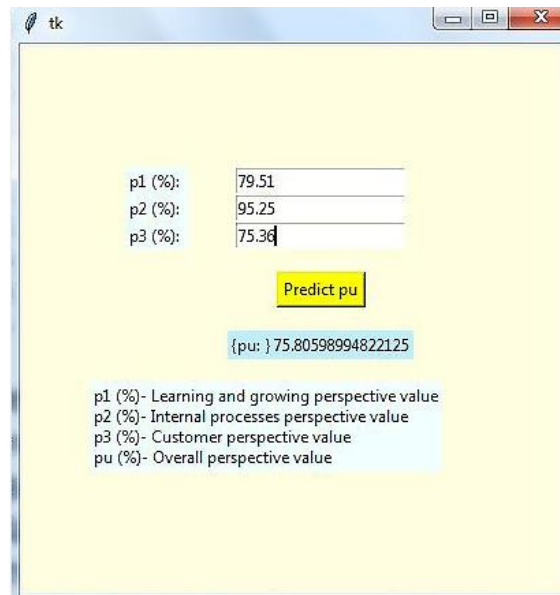 tk
p1 (%): 79.51
p2 (%): 95.25
p3 (%): 75.36
Predict pu
{pu: } 75.80598994822125
p1 (%)- Learning and growing perspective value
p2 (%)- Internal processes perspective value
p3 (%)- Customer perspective value
pu (%)- Overall perspective value